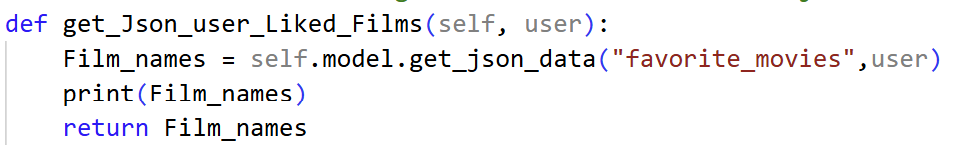 def get_Json_user_Liked_Films(self, user):
    Film_names = self.model.get_json_data("favorite_movies",user)
    print(Film_names)
    return Film_names